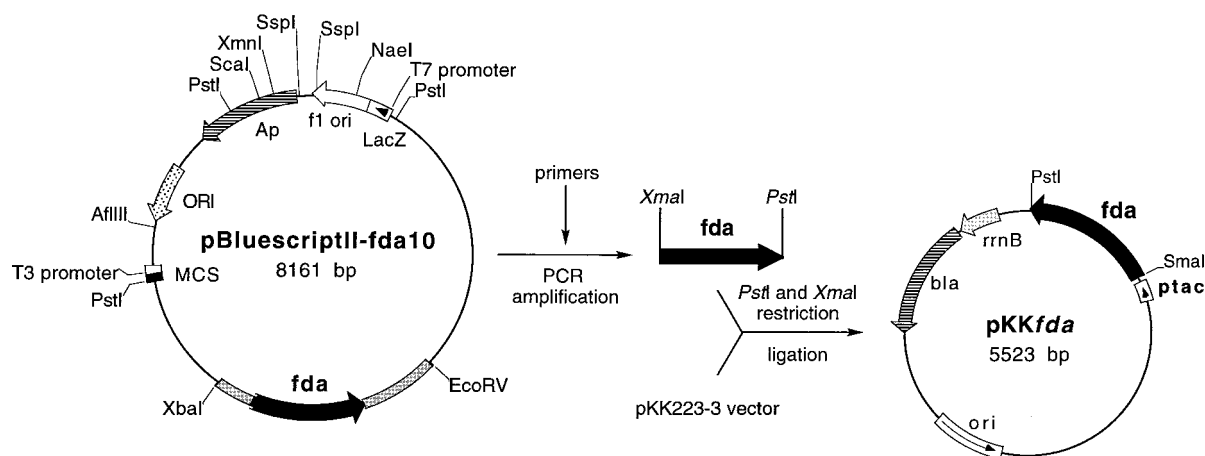 SspI
SspI
XmnI
ScaI
PstI
NaeI
T7 promoter
PstI
Ap
f1 ori
LacZ
ORI
AflIII
pBluescriptII-fda10
8161 bp
T3 promoter
MCS
PstI
XbaI
fda
EcoRV
primers
PCR
amplification
XmaI
PstI
fda
PstI and XmaI
restriction
ligation
pKK223-3 vector
PstI
fda
rrnB
SmaI
ptac
bla
pKKfda
5523 bp
ori